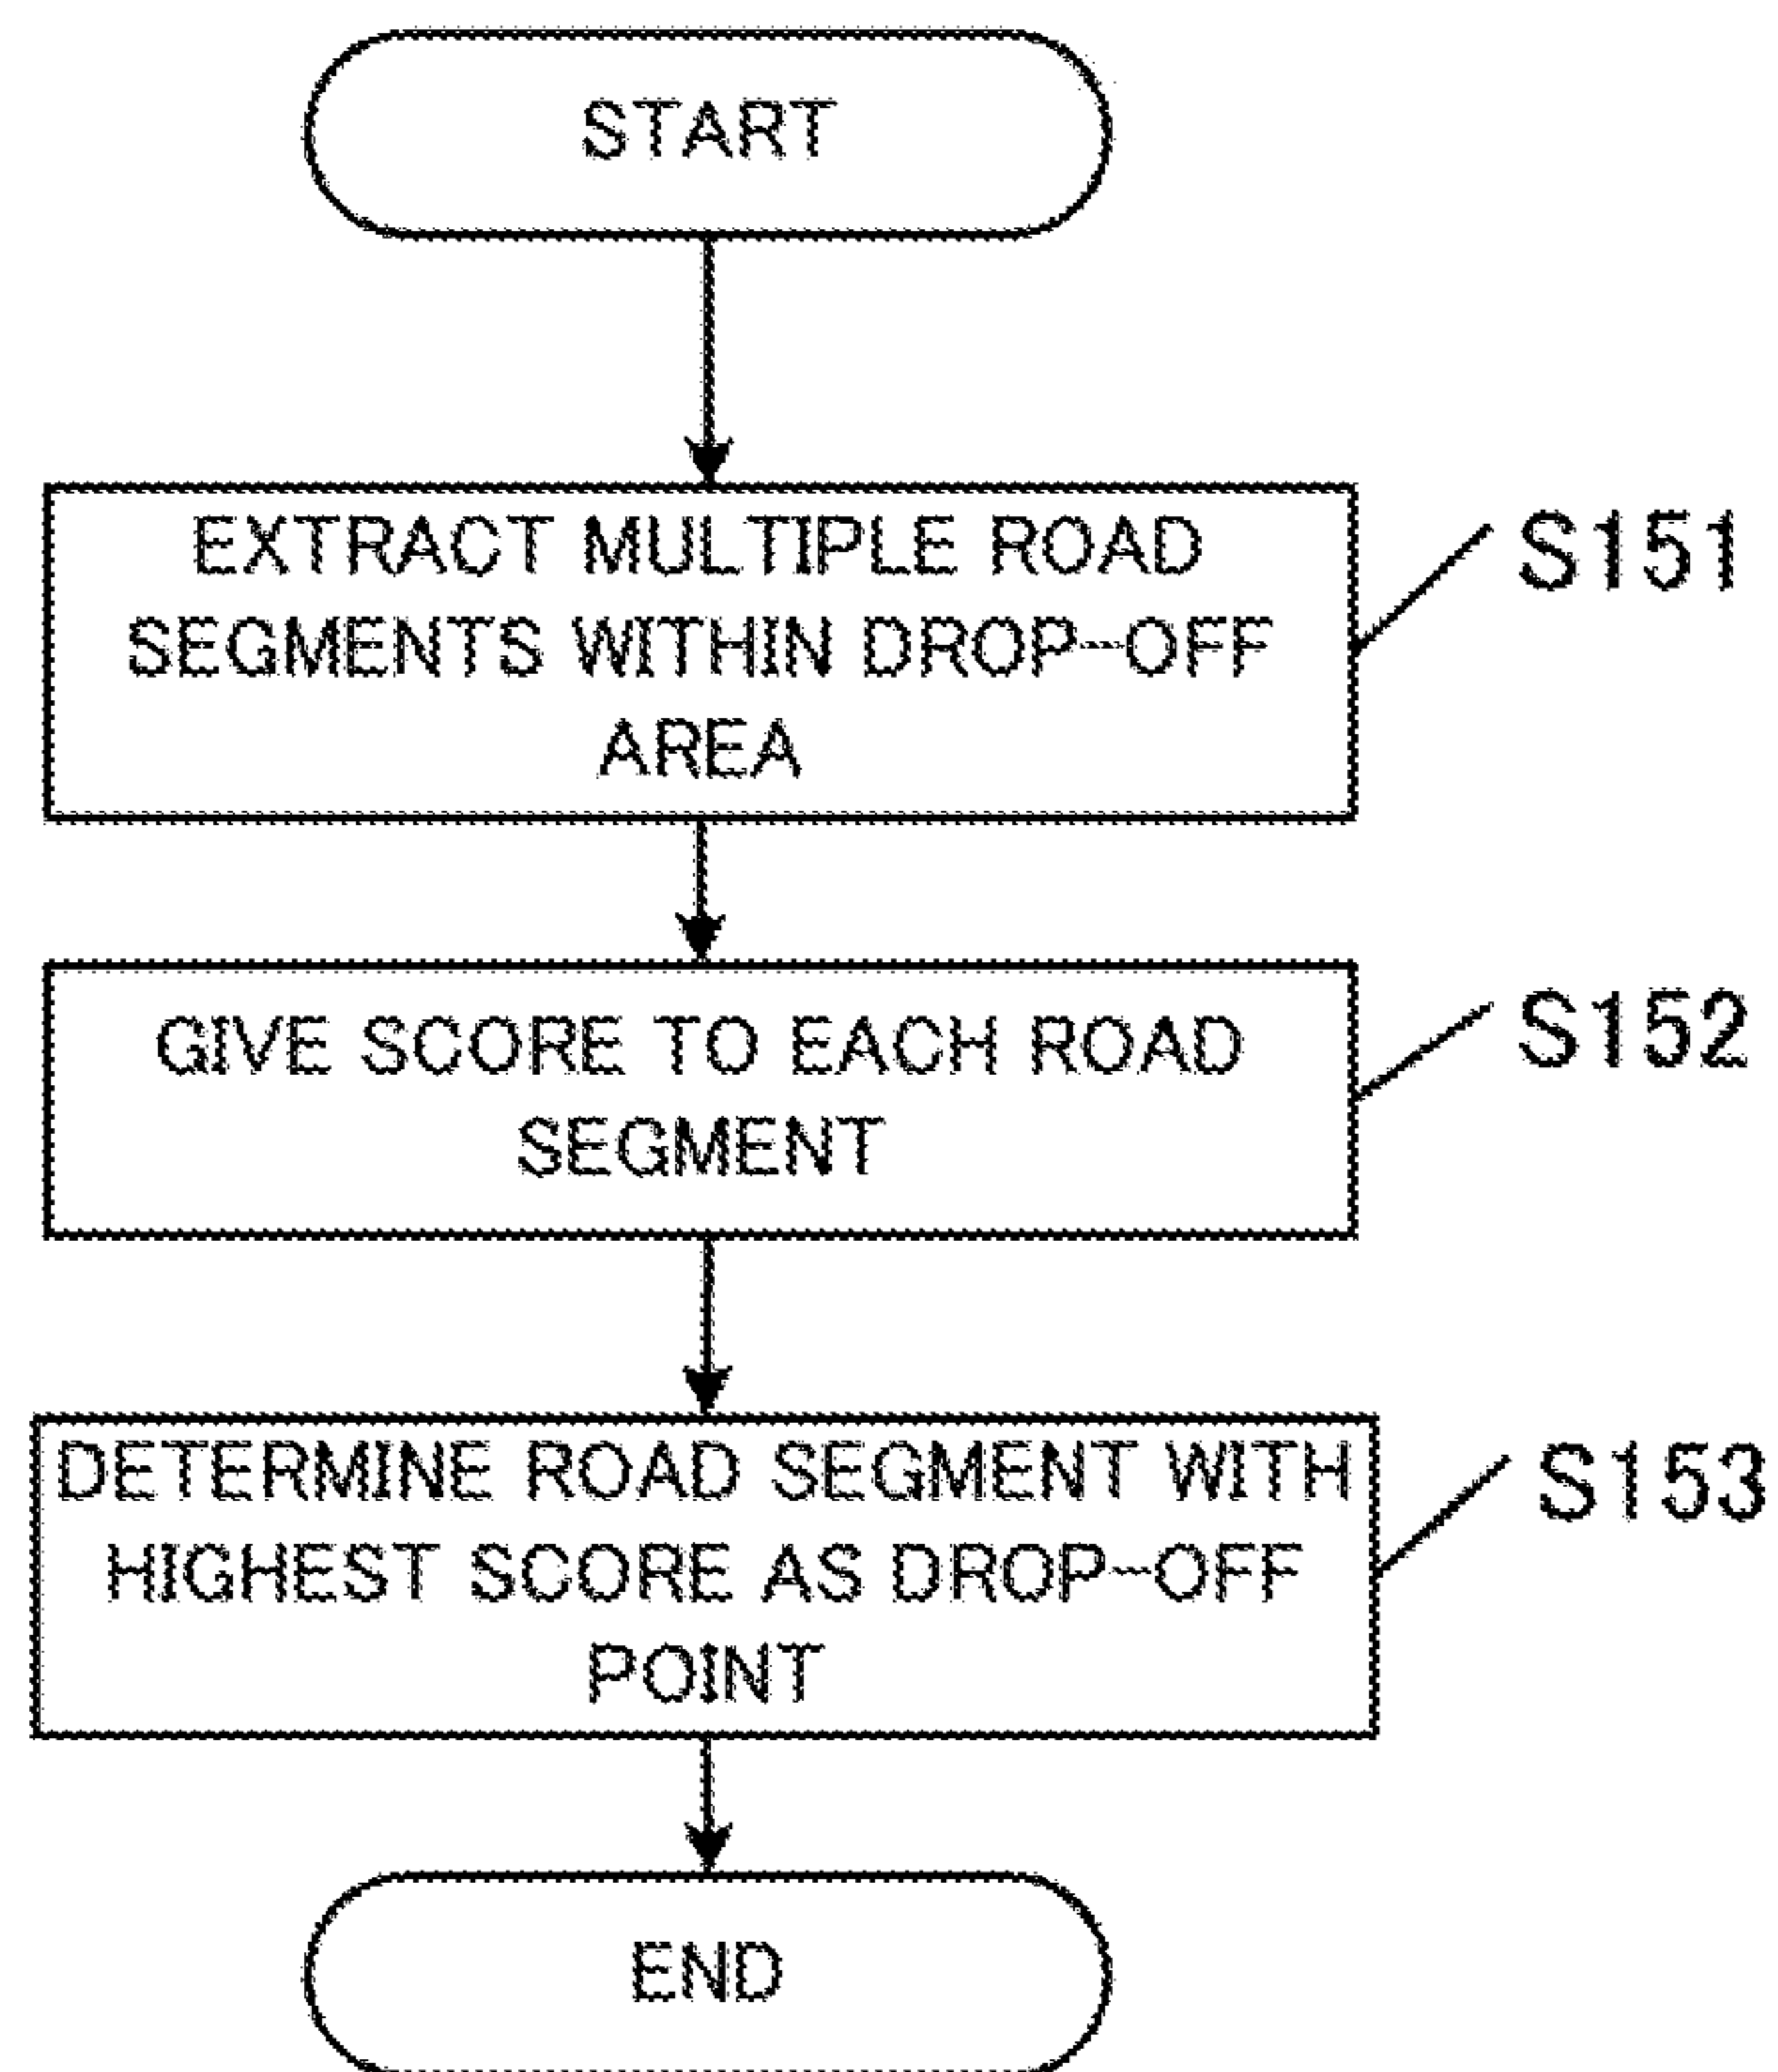 START
EXTRACT MULTIPLE ROAD
SEGMENTS WITHIN DROP-OFF
AREA
S151
GIVE SCORE TO EACH ROAD
SEGMENT
S152
DETERMINE ROAD SEGMENT WITH
HIGHEST SCORE AS DROP-OFF
POINT
S153
END